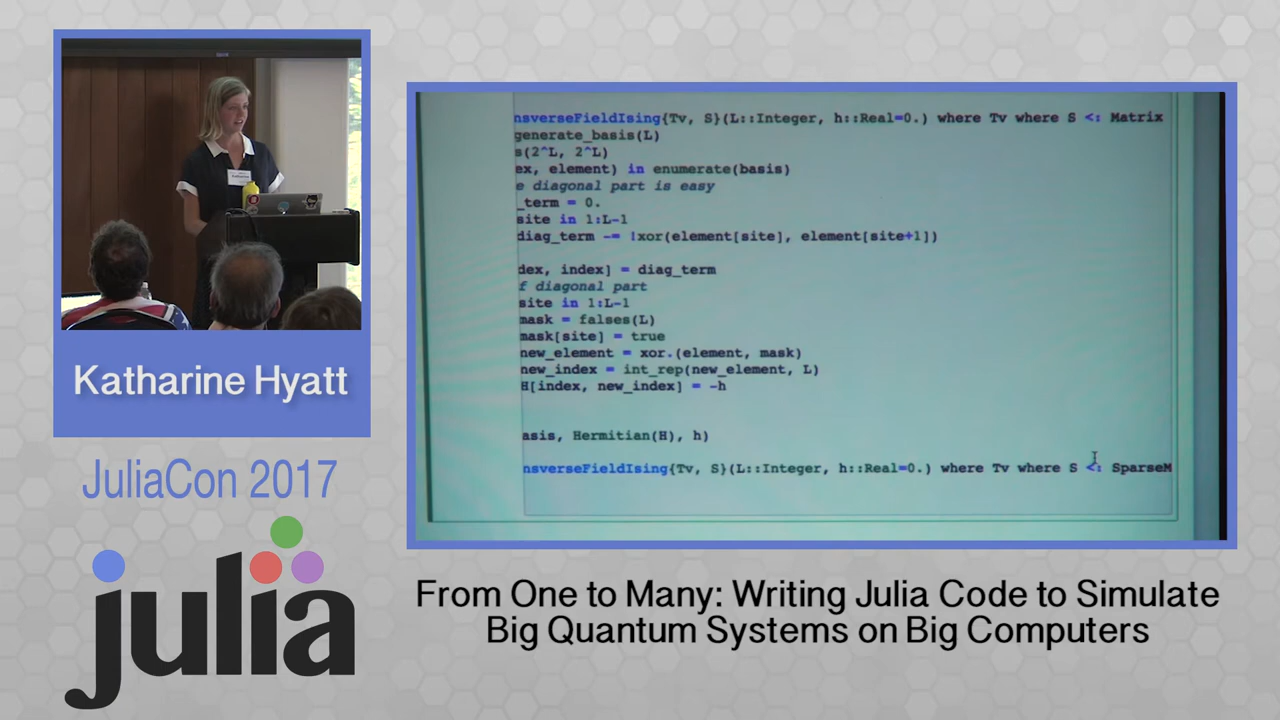 Katharine Hyatt
JuliaCon 2017
julia
nsverseFieldIsing{Tv, S}(L::Integer, h::Real=0.) where Tv where S <: Matrix
generate_basis(L)
s(2^L, 2^L)
ex, element) in enumerate(basis)
e diagonal part is easy
_term = 0.
site in 1:L-1
diag_term -= !xor(element[site], element[site+1])
dex, index] = diag_term
f diagonal part
site in 1:L-1
mask = falses(L)
mask[site] = true
new_element = xor.(element, mask)
new_index = int_rep(new_element, L)
H[index, new_index] = -h
asis, Hermitian(H), h)
nsverseFieldIsing{Tv, S}(L::Integer, h::Real=0.) where Tv where S <: SparseM
From One to Many: Writing Julia Code to Simulate
Big Quantum Systems on Big Computers